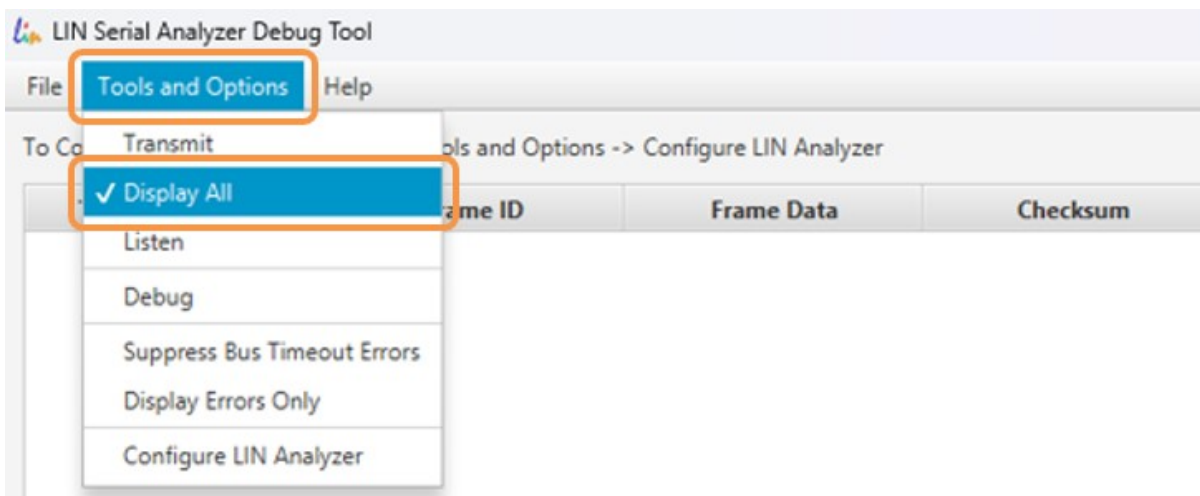 LIN Serial Analyzer Debug Tool
File Tools and Options Help
Transmit
To Co ols and Options -> Configure LIN Analyzer
✓ Display All
ame ID Frame Data Checksum
Listen
Debug
Suppress Bus Timeout Errors
Display Errors Only
Configure LIN Analyzer